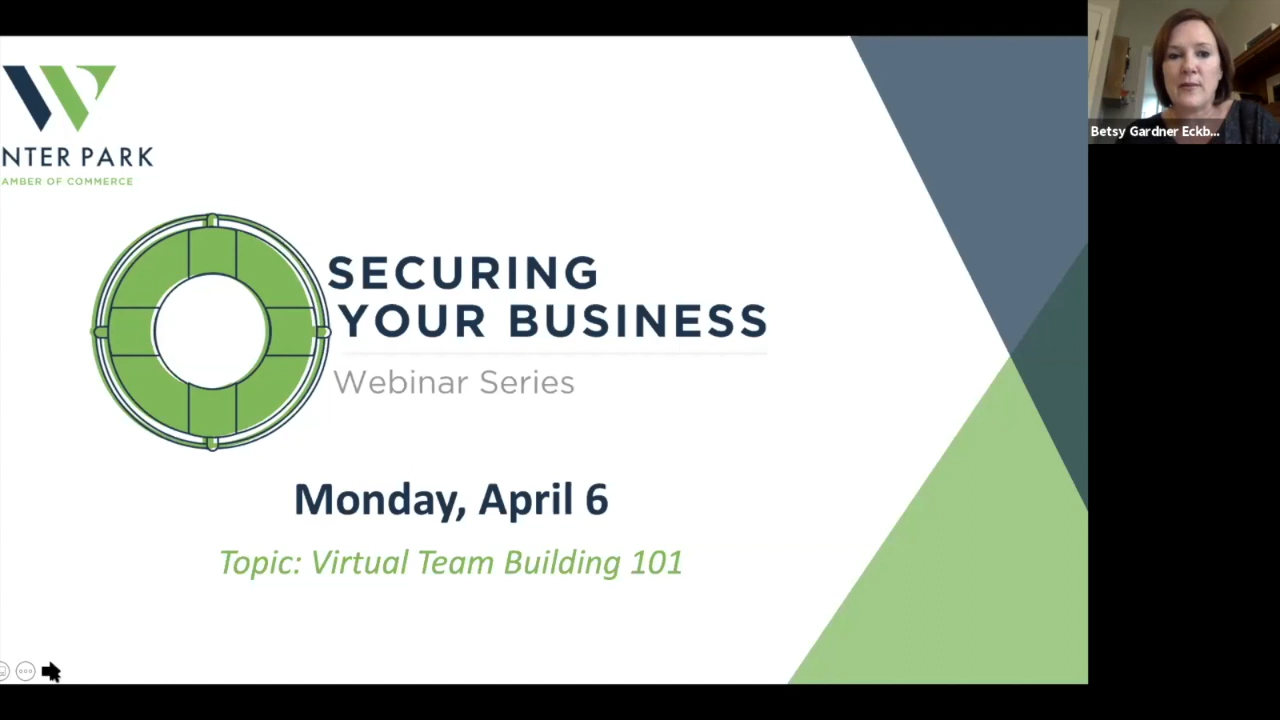 NTER PARK
AMBER OF COMMERCE
SECURING
YOUR BUSINESS
Webinar Series
Monday, April 6
Topic: Virtual Team Building 101
Betsy Gardner Eckb...